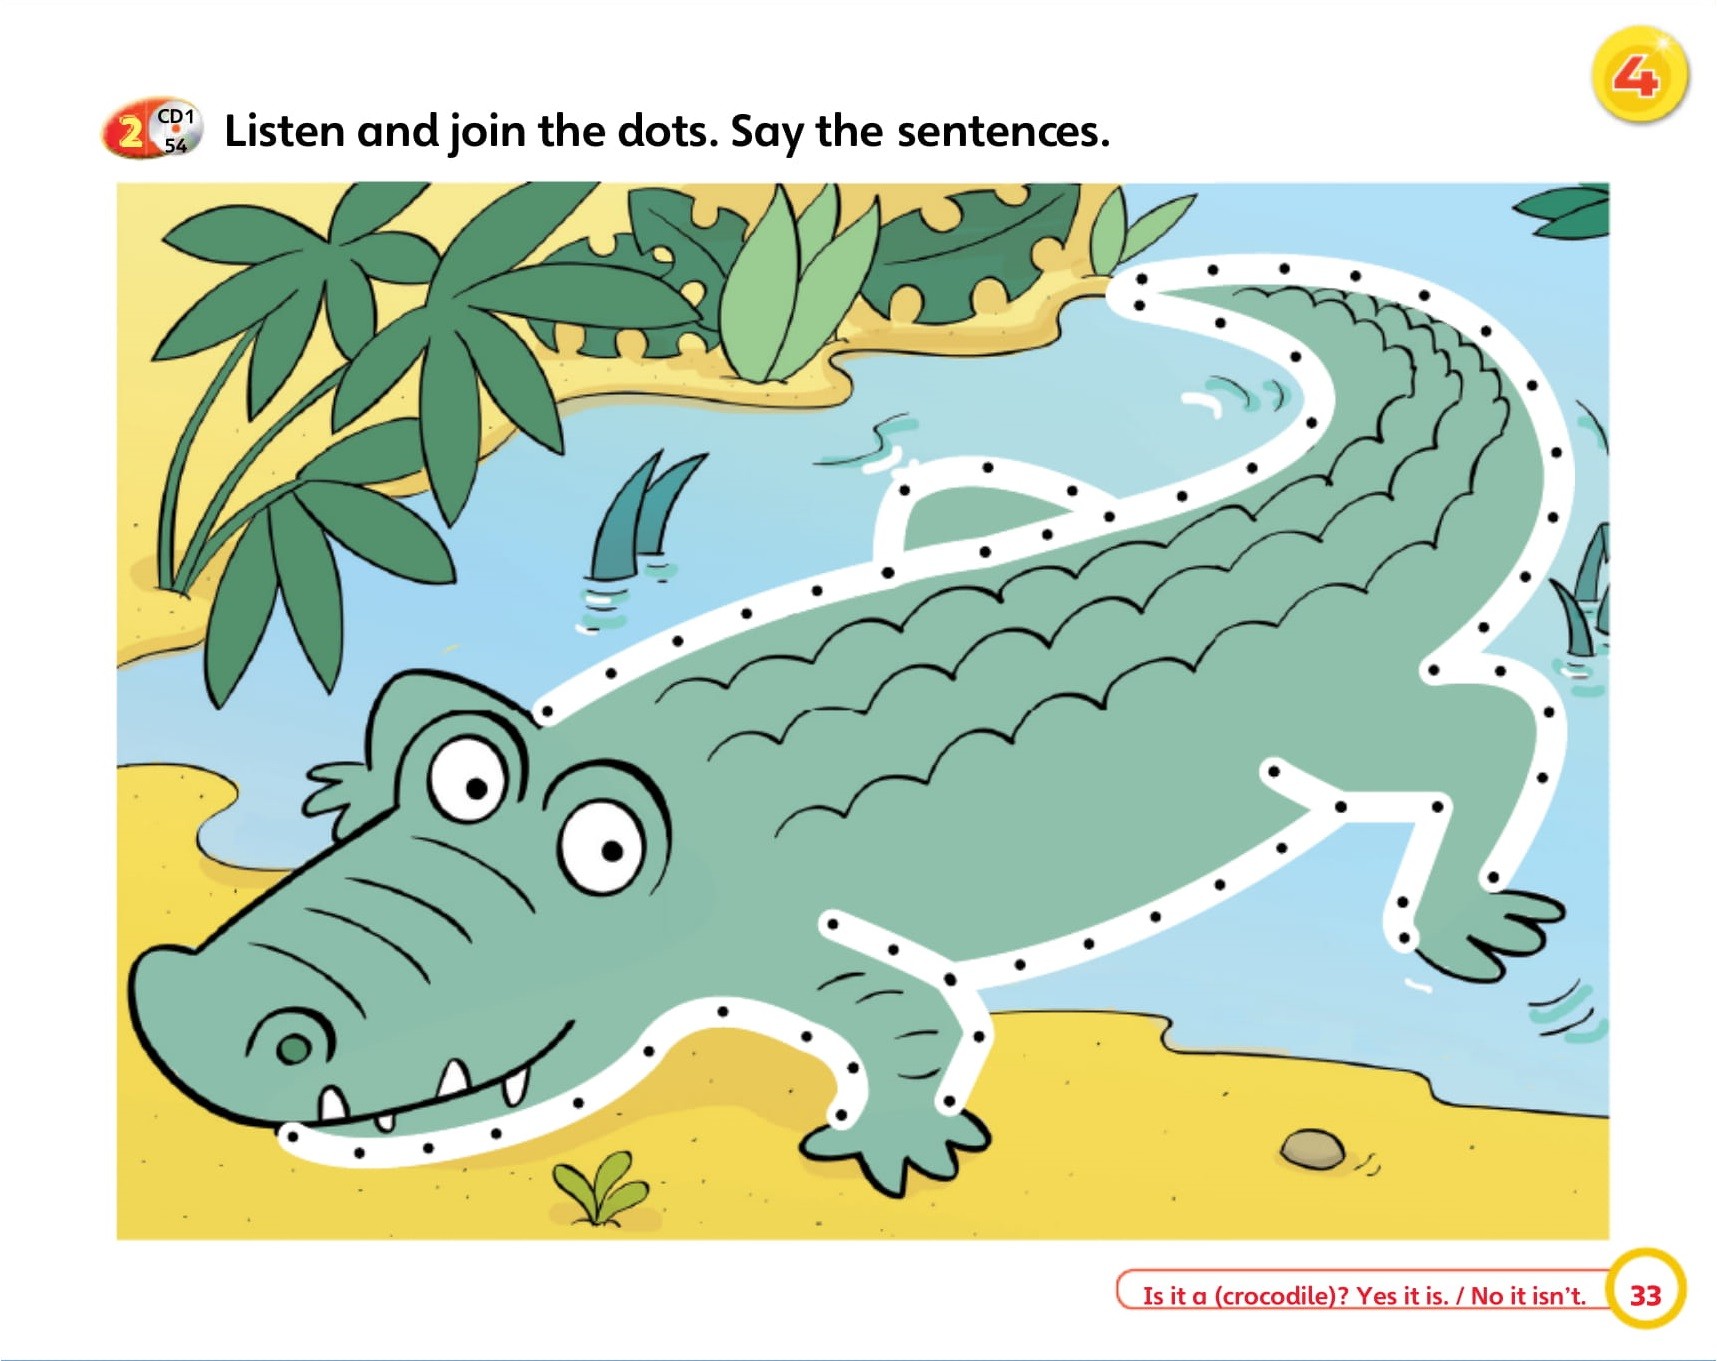 4
2 CD1 54 Listen and join the dots. Say the sentences.
Is it a (crocodile)? Yes it is. / No it isn't. 33